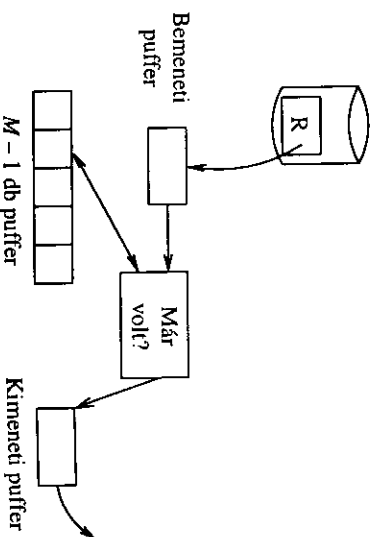 R
Bemeneti
puffer
Már
volt?
M – 1 db puffer
Kimeneti puffer